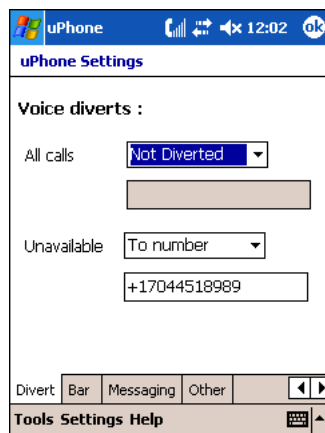 uPhone 12:02 ok
uPhone Settings
Voice diverts :
All calls Not Diverted
Unavailable To number
+17044518989
Divert Bar Messaging Other
Tools Settings Help